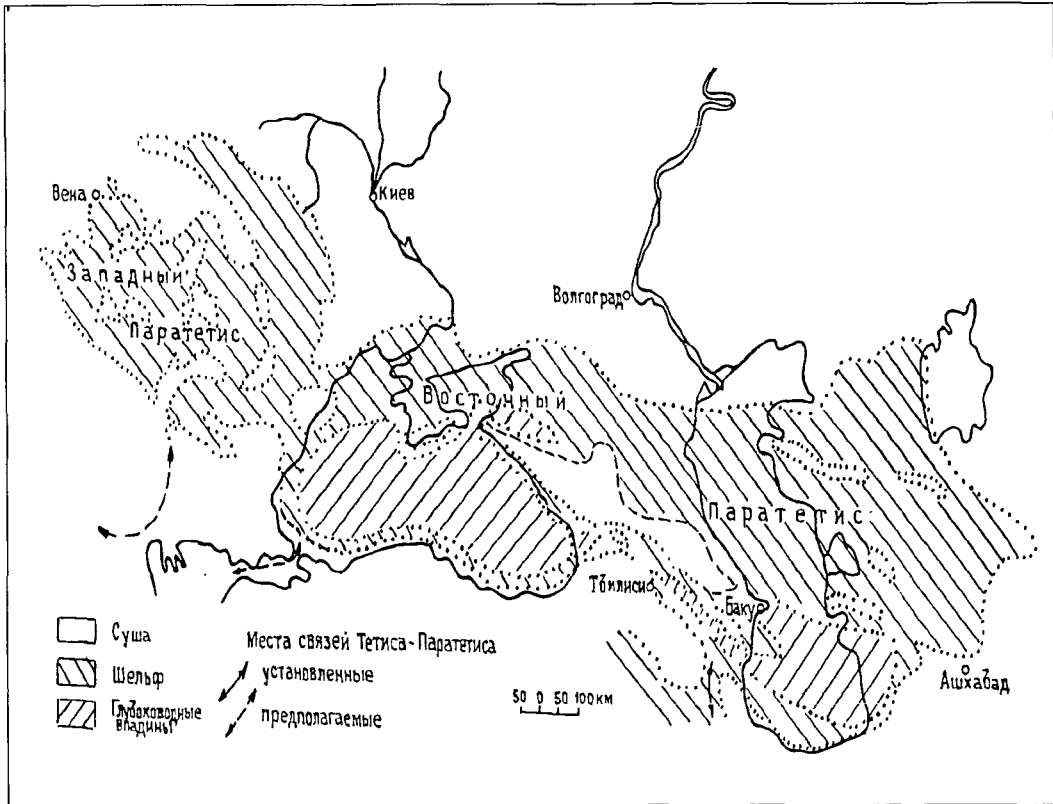 Вена
Киев
Западный
Паратетис
Волгоград
Восточный
Паратетис
Тбилиси
Баку
Ашхабад
Суша
Шельф
Глубоководные
впадины
Места связей Тетиса-Паратетиса
установленные
предполагаемые
50 0 50 100 км